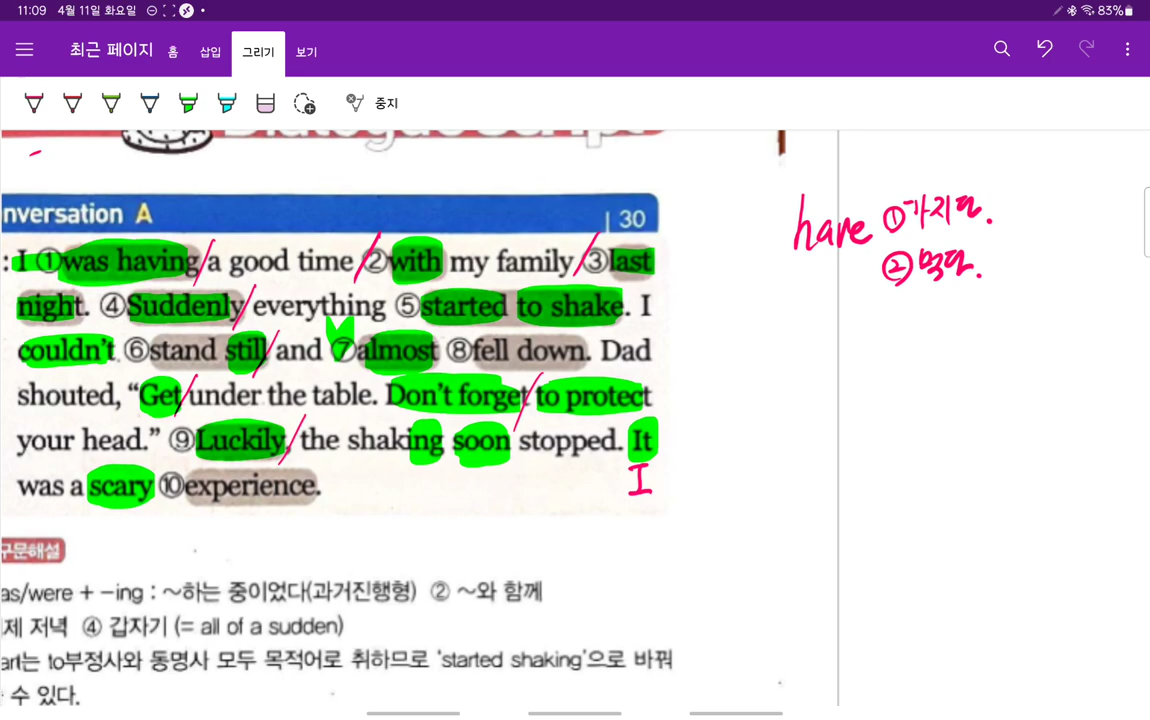 11:09 4월 11일 화요일 83%
최근 페이지 홈 삽입 그리기 보기
중지
Dialogue Script
nversation A | 30
: I ①was having/a good time/②with my family/③last
night. ④Suddenly/everything ⑤started to shake. I
couldn't ⑥stand still/and ⑦almost ⑧fell down. Dad
shouted, “Get/under the table. Don't forget/to protect
your head.” ⑨Luckily,/the shaking soon stopped. It
was a scary ⑩experience.
I
have ①가지다.
②먹다.
구문해설
as/were + -ing : ~하는 중이었다(과거진행형) ② ~와 함께
제 저녁 ④ 갑자기 (= all of a sudden)
art는 to부정사와 동명사 모두 목적어로 취하므로 'started shaking'으로 바꿔
수 있다.